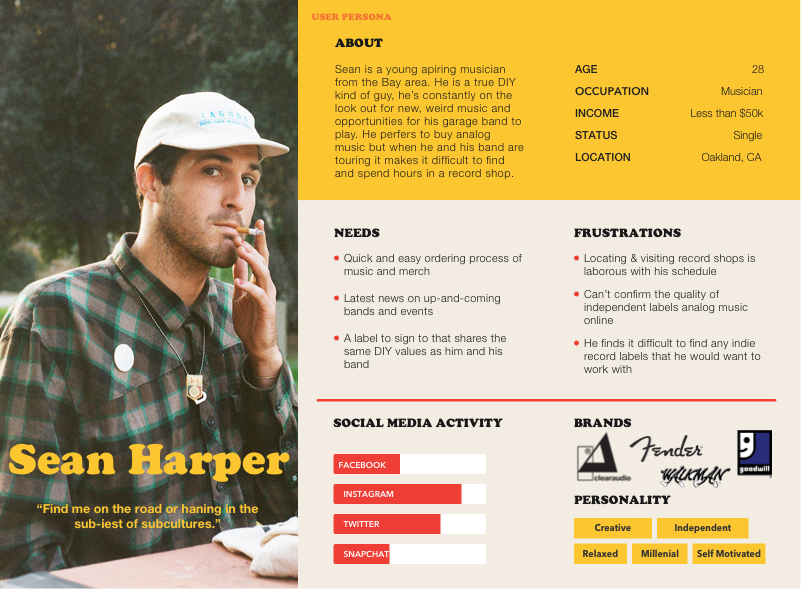 USER PERSONA
ABOUT
Sean is a young apiring musician
from the Bay area. He is a true DIY
kind of guy, he's constantly on the
look out for new, weird music and
opportunities for his garage band to
play. He perfers to buy analog
music but when he and his band are
touring it makes it difficult to find
and spend hours in a record shop.
AGE 28
OCCUPATION Musician
INCOME Less than $50k
STATUS Single
LOCATION Oakland, CA
NEEDS
Quick and easy ordering process of
music and merch
Latest news on up-and-coming
bands and events
A label to sign to that shares the
same DIY values as him and his
band
FRUSTRATIONS
Locating & visiting record shops is
laborous with his schedule
Can't confirm the quality of
independent labels analog music
online
He finds it difficult to find any indie
record labels that he would want to
work with
Sean Harper
“Find me on the road or haning in the
sub-iest of subcultures.”
SOCIAL MEDIA ACTIVITY
FACEBOOK
INSTAGRAM
TWITTER
SNAPCHAT
BRANDS
clearaudio
Fender
WALKMAN
goodwill
PERSONALITY
Creative Independent
Relaxed Millenial Self Motivated